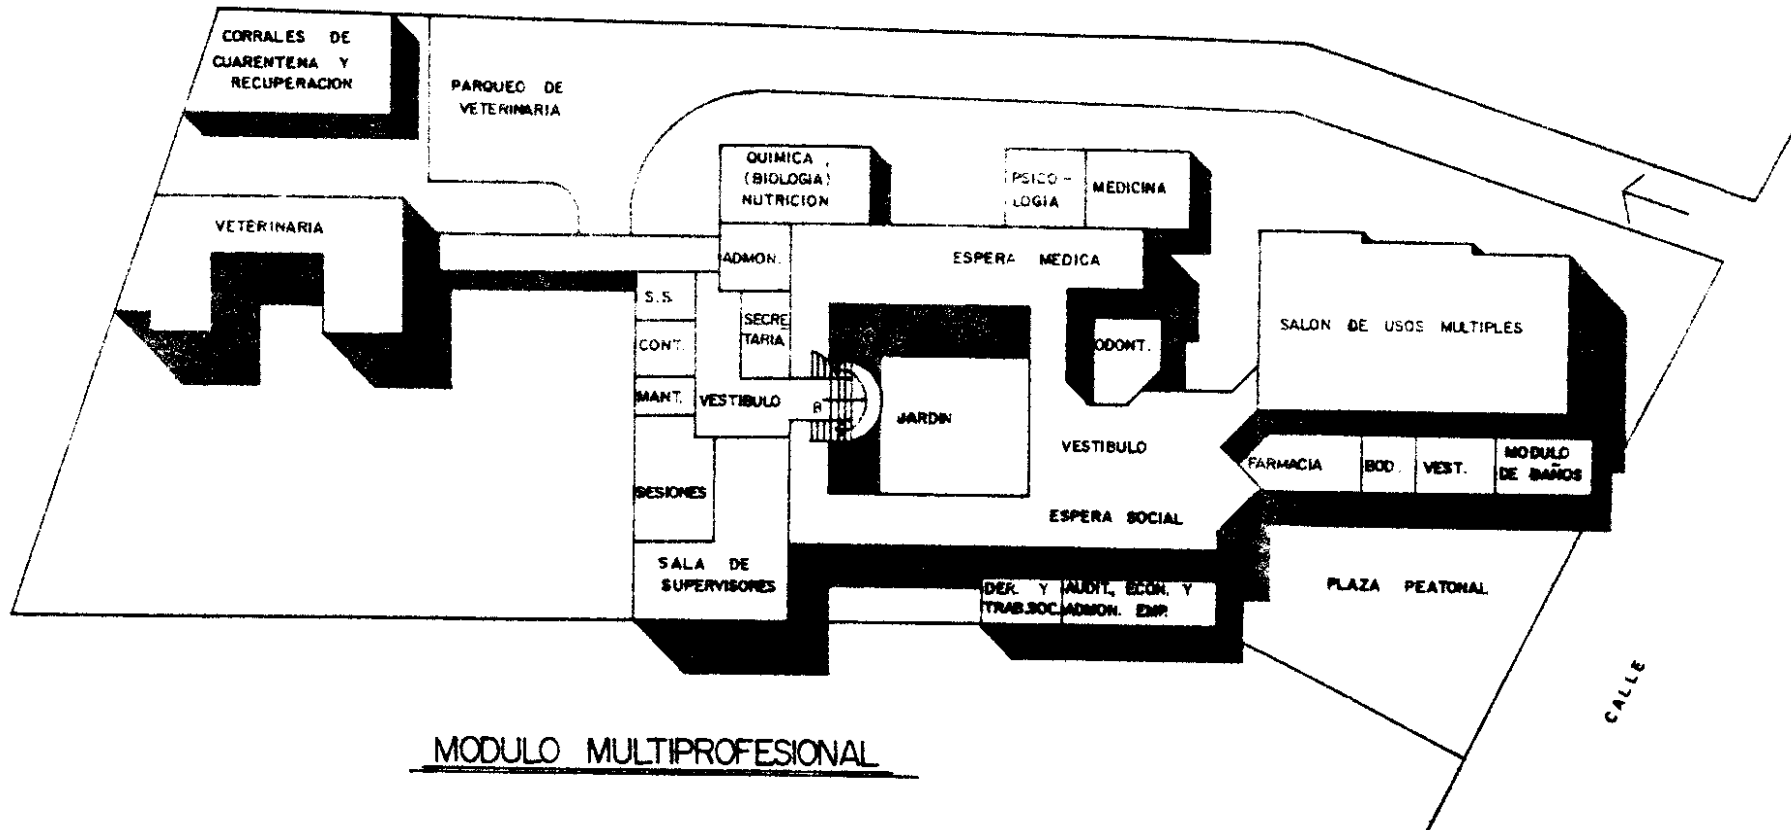 CORRALES DE
CUARENTENA Y
RECUPERACION
PARQUEO DE
VETERINARIA
QUIMICA,
(BIOLOGIA)
NUTRICION
PSICO-
LOGIA
MEDICINA
VETERINARIA
ADMON.
ESPERA MEDICA
S.S.
SECRE
TARIA
CONT.
ODONT.
SALON DE USOS MULTIPLES
MANT.
VESTIBULO
B
JARDIN
VESTIBULO
FARMACIA
BOD.
VEST.
MODULO
DE BAÑOS
SESIONES
ESPERA SOCIAL
SALA DE
SUPERVISORES
DER. Y
TRAB.SOC.
AUDIT., ECON. Y
ADMON. EMP.
PLAZA PEATONAL
CALLE
MODULO MULTIPROFESIONAL